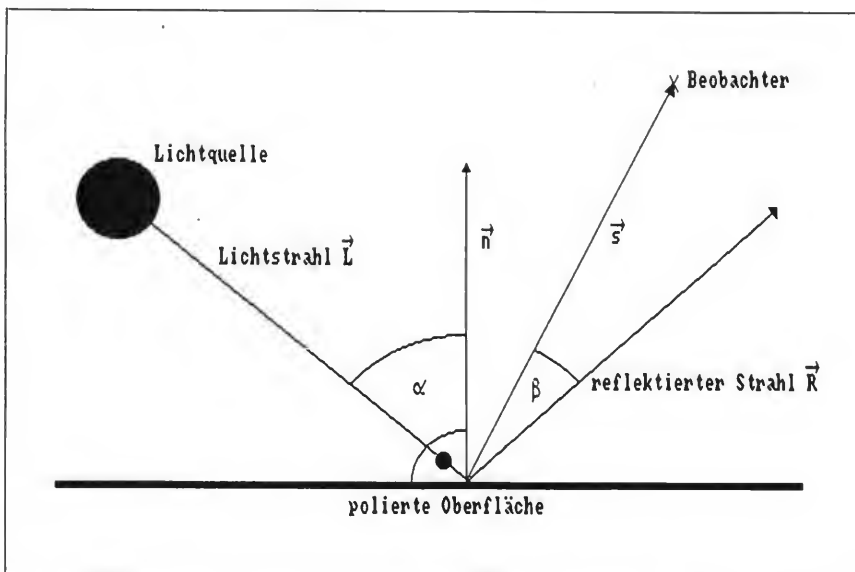 Beobachter
Lichtquelle
n⃗
s⃗
Lichtstrahl L⃗
α
β
reflektierter Strahl R⃗
polierte Oberfläche